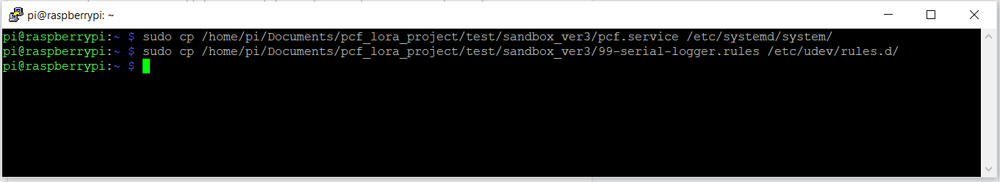 pi@raspberrypi: ~
pi@raspberrypi:~ $ sudo cp /home/pi/Documents/pcf_lora_project/test/sandbox_ver3/pcf.service /etc/systemd/system/
pi@raspberrypi:~ $ sudo cp /home/pi/Documents/pcf_lora_project/test/sandbox_ver3/99-serial-logger.rules /etc/udev/rules.d/
pi@raspberrypi:~ $